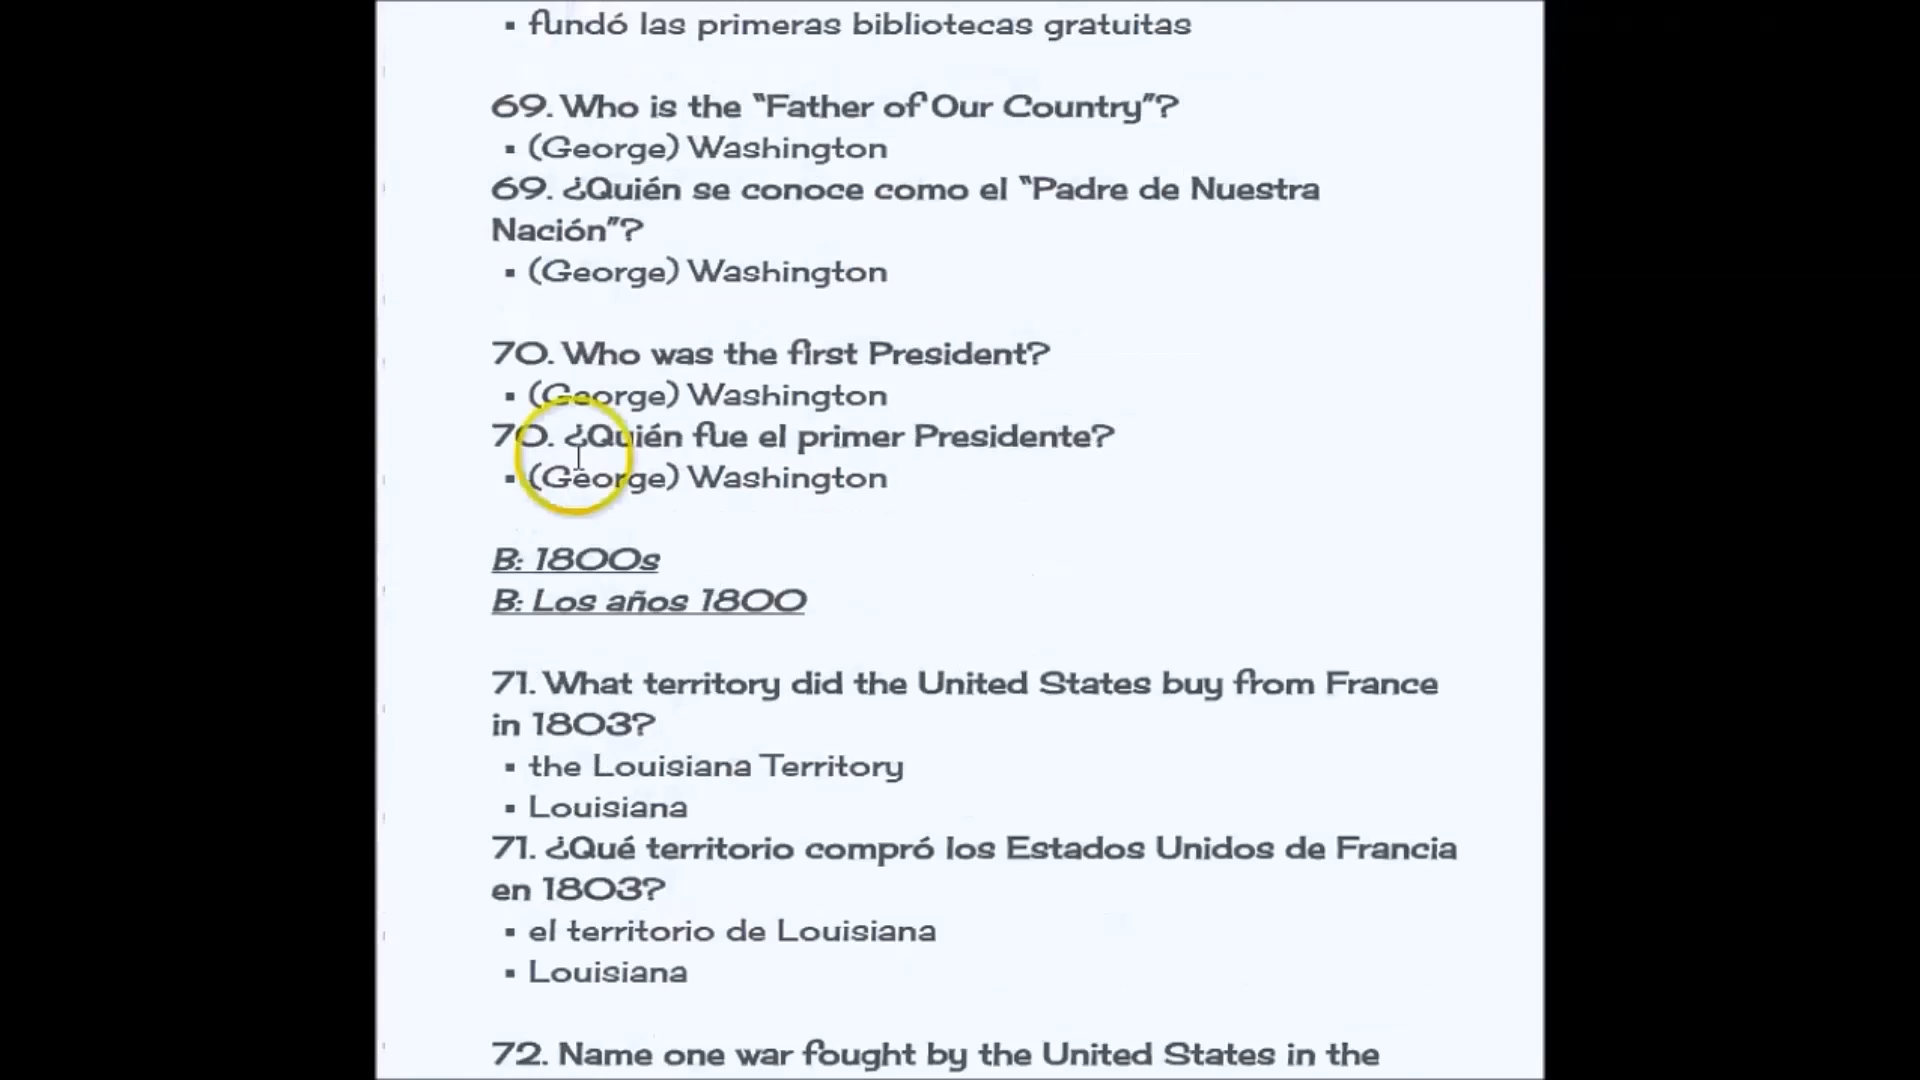 ▪ fundó las primeras bibliotecas gratuitas
69. Who is the "Father of Our Country"?
▪ (George) Washington
69. ¿Quién se conoce como el "Padre de Nuestra
Nación"?
▪ (George) Washington
70. Who was the first President?
▪ (George) Washington
70. ¿Quién fue el primer Presidente?
▪ (George) Washington
B: 1800s
B: Los años 1800
71. What territory did the United States buy from France
in 1803?
▪ the Louisiana Territory
▪ Louisiana
71. ¿Qué territorio compró los Estados Unidos de Francia
en 1803?
▪ el territorio de Louisiana
▪ Louisiana
72. Name one war fought by the United States in the